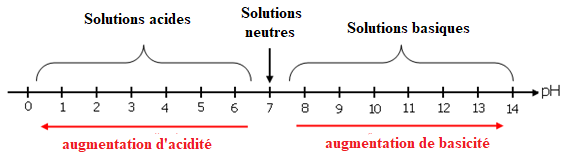 Solutions acides
Solutions
neutres
Solutions basiques
0 1 2 3 4 5 6 7 8 9 10 11 12 13 14 pH
augmentation d'acidité
augmentation de basicité